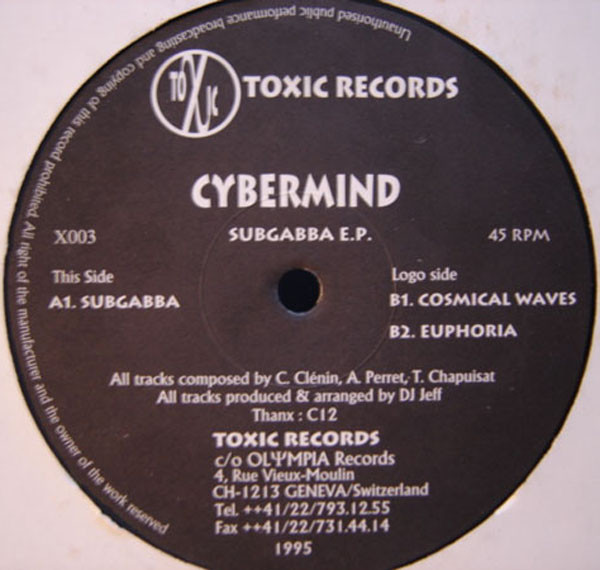 Unauthorised public performance broadcasting and copying of this record prohibited. All right of the manufacturer and the owner of the work reserved
TOXIC
TOXIC RECORDS
CYBERMIND
X003
SUBGABBA E.P.
45 RPM
This Side
A1. SUBGABBA
Logo side
B1. COSMICAL WAVES
B2. EUPHORIA
All tracks composed by C. Clénin, A. Perret, T. Chapuisat
All tracks produced & arranged by DJ Jeff
Thanx : C12
TOXIC RECORDS
c/o OLΨMPIA Records
4, Rue Vieux-Moulin
CH-1213 GENEVA/Switzerland
Tel. ++41/22/793.12.55
Fax ++41/22/731.44.14
1995